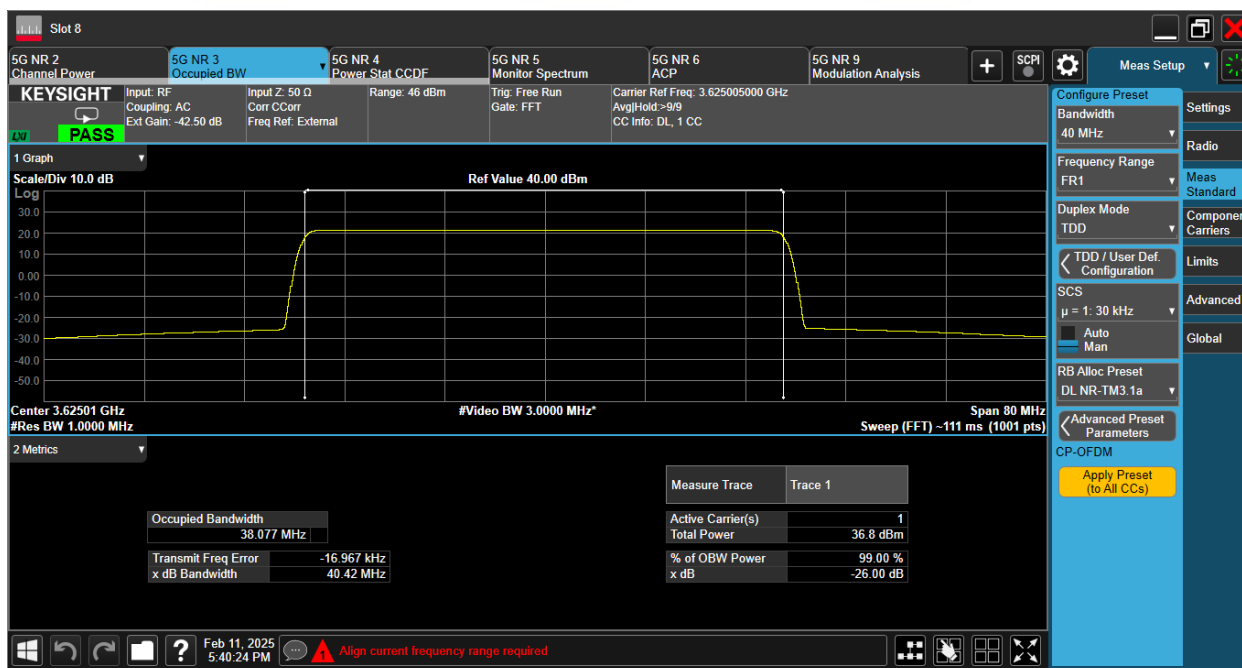 Slot 8
5G NR 2
Channel Power
5G NR 3
Occupied BW
5G NR 4
Power Stat CCDF
5G NR 5
Monitor Spectrum
5G NR 6
ACP
5G NR 9
Modulation Analysis
+
SCPI
Meas Setup
KEYSIGHT
LXI
PASS
Input: RF
Coupling: AC
Ext Gain: -42.50 dB
Input Z: 50 Ω
Corr CCorr
Freq Ref: External
Range: 46 dBm
Trig: Free Run
Gate: FFT
Carrier Ref Freq: 3.625005000 GHz
Avg|Hold:>9/9
CC Info: DL, 1 CC
1 Graph
Scale/Div 10.0 dB
Ref Value 40.00 dBm
Log
30.0
20.0
10.0
0.00
-10.0
-20.0
-30.0
-40.0
-50.0
Center 3.62501 GHz
#Video BW 3.0000 MHz*
Span 80 MHz
#Res BW 1.0000 MHz
Sweep (FFT) ~111 ms (1001 pts)
2 Metrics
Measure Trace Trace 1
Occupied Bandwidth
38.077 MHz
Transmit Freq Error -16.967 kHz
x dB Bandwidth 40.42 MHz
Active Carrier(s) 1
Total Power 36.8 dBm
% of OBW Power 99.00 %
x dB -26.00 dB
Configure Preset
Bandwidth
40 MHz
Frequency Range
FR1
Duplex Mode
TDD
TDD / User Def.
Configuration
SCS
µ = 1: 30 kHz
Auto
Man
RB Alloc Preset
DL NR-TM3.1a
Advanced Preset
Parameters
CP-OFDM
Apply Preset
(to All CCs)
Settings
Radio
Meas
Standard
Componen
Carriers
Limits
Advanced
Global
?
Feb 11, 2025
5:40:24 PM
1
Align current frequency range required